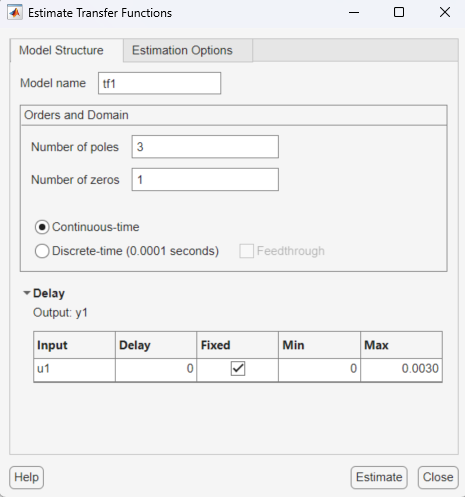 Estimate Transfer Functions
Model Structure Estimation Options
Model name tf1
Orders and Domain
Number of poles 3
Number of zeros 1
Continuous-time
Discrete-time (0.0001 seconds) Feedthrough
Delay
Output: y1
Input Delay Fixed Min Max
u1 0 0 0.0030
Help Estimate Close